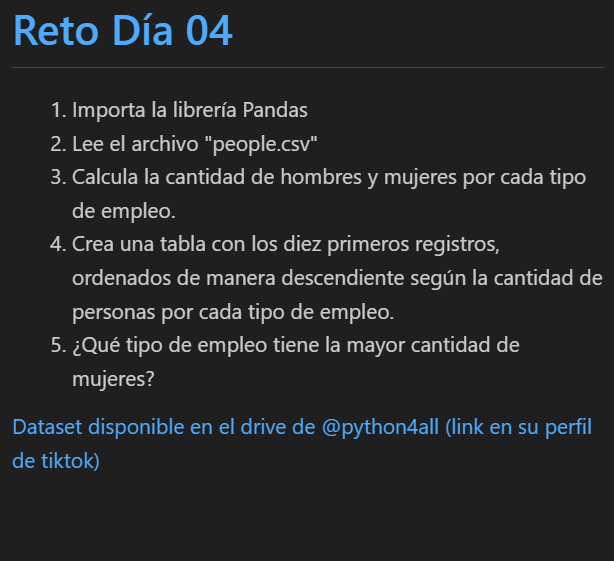 Reto Día 04
1. Importa la librería Pandas
2. Lee el archivo "people.csv"
3. Calcula la cantidad de hombres y mujeres por cada tipo
de empleo.
4. Crea una tabla con los diez primeros registros,
ordenados de manera descendiente según la cantidad de
personas por cada tipo de empleo.
5. ¿Qué tipo de empleo tiene la mayor cantidad de
mujeres?
Dataset disponible en el drive de @python4all (link en su perfil
de tiktok)